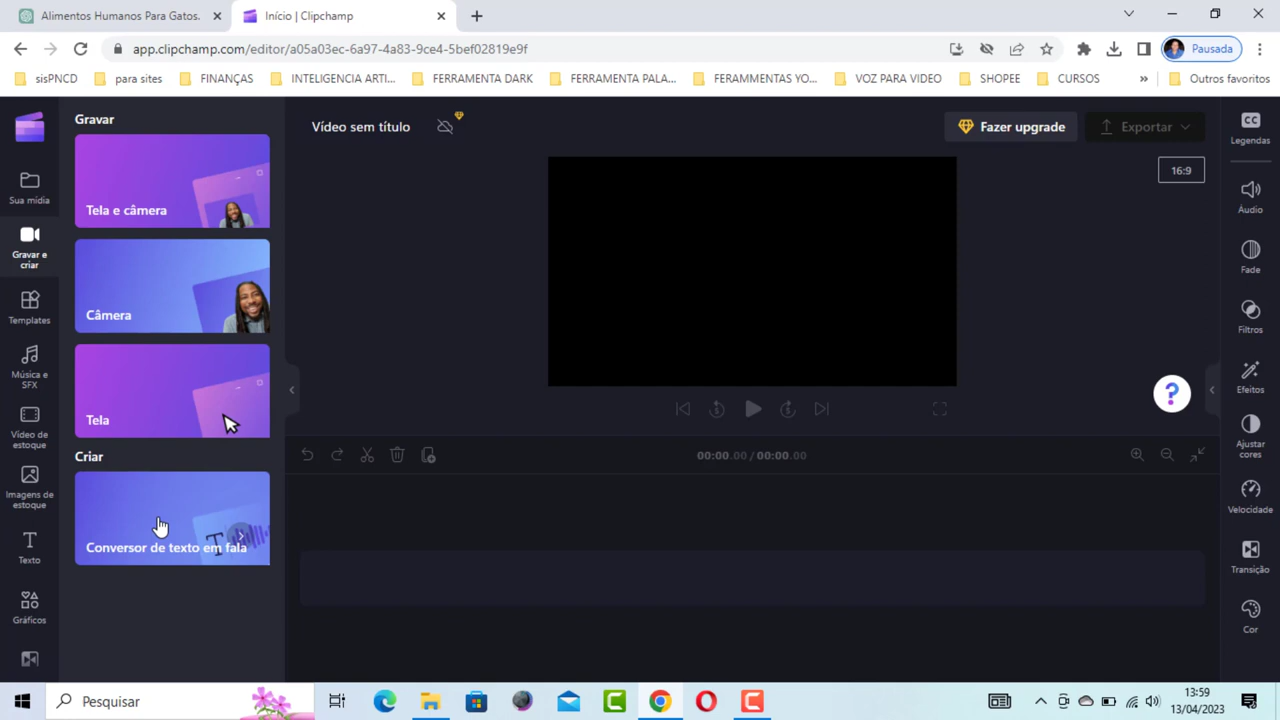 Alimentos Humanos Para Gatos.
Início | Clipchamp
app.clipchamp.com/editor/a05a03ec-6a97-4a83-9ce4-5bef02819e9f
Pausada
sisPNCD
para sites
FINANÇAS
INTELIGENCIA ARTI...
FERRAMENTA DARK
FERRAMENTA PALA...
FERAMMENTAS YO...
VOZ PARA VIDEO
SHOPEE
CURSOS
»
Outros favoritos
Gravar
Vídeo sem título
Fazer upgrade
Exportar
CC
Legendas
16:9
Sua mídia
Tela e câmera
Áudio
Gravar e
criar
Fade
Câmera
Templates
Filtros
Música e
SFX
Efeitos
?
Tela
Vídeo de
estoque
Ajustar
cores
Criar
00:00.00 / 00:00.00
Imagens de
estoque
Velocidade
Conversor de texto em fala
T
Texto
Transição
Gráficos
Cor
Pesquisar
13:59
13/04/2023